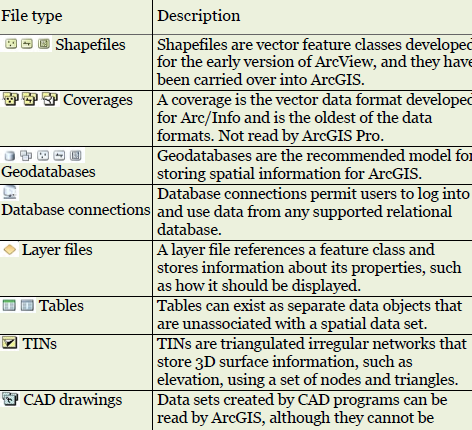 File type Description
Shapefiles Shapefiles are vector feature classes developed
for the early version of ArcView, and they have
been carried over into ArcGIS.
Coverages A coverage is the vector data format developed
for Arc/Info and is the oldest of the data
formats. Not read by ArcGIS Pro.
Geodatabases Geodatabases are the recommended model for
storing spatial information for ArcGIS.
Database connections Database connections permit users to log into
and use data from any supported relational
database.
Layer files A layer file references a feature class and
stores information about its properties, such
as how it should be displayed.
Tables Tables can exist as separate data objects that
are unassociated with a spatial data set.
TINs TINs are triangulated irregular networks that
store 3D surface information, such as
elevation, using a set of nodes and triangles.
CAD drawings Data sets created by CAD programs can be
read by ArcGIS, although they cannot be